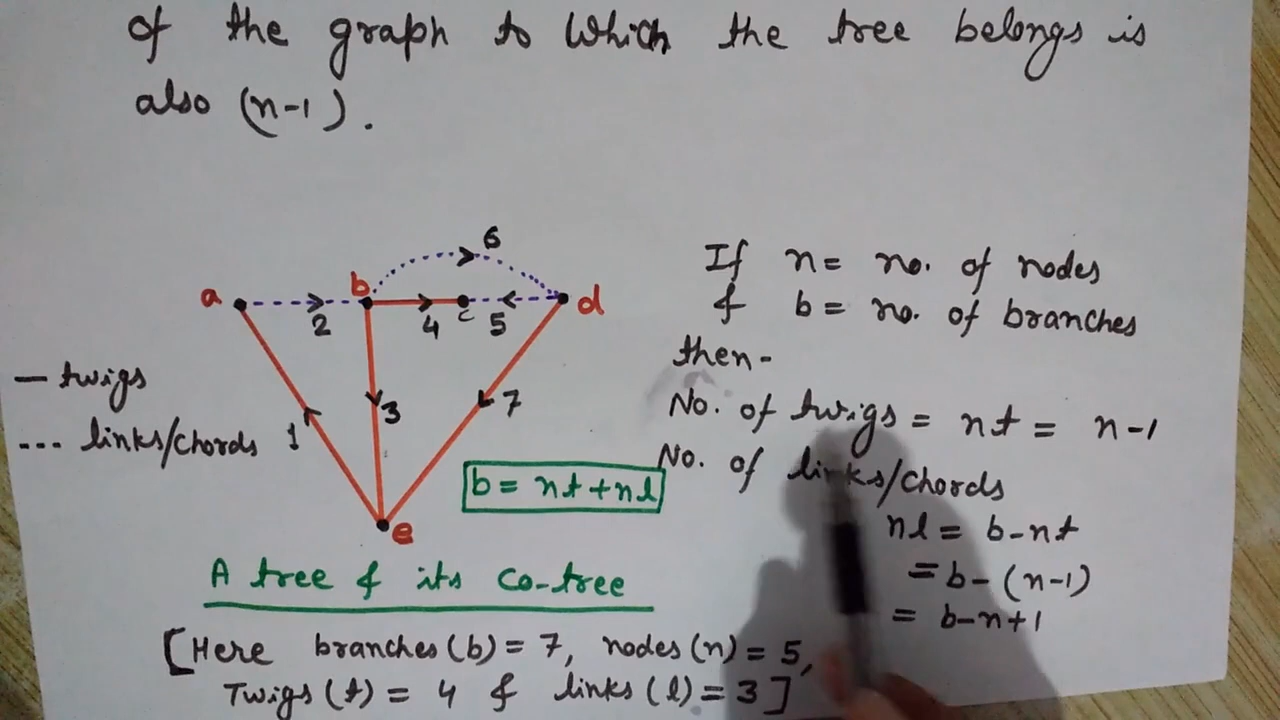 of the graph to which the tree belongs is
also (n-1).
6
a b c d
2 4 5
— twigs
--- links/chords
1 3 7
e
b = nt + nl
A tree & its Co-tree
[Here branches (b) = 7, nodes (n) = 5,
Twigs (t) = 4 & links (l) = 3]
If n = no. of nodes
& b = no. of branches
then-
No. of twigs = nt = n-1
No. of links/chords
nl = b-nt
= b-(n-1)
= b-n+1